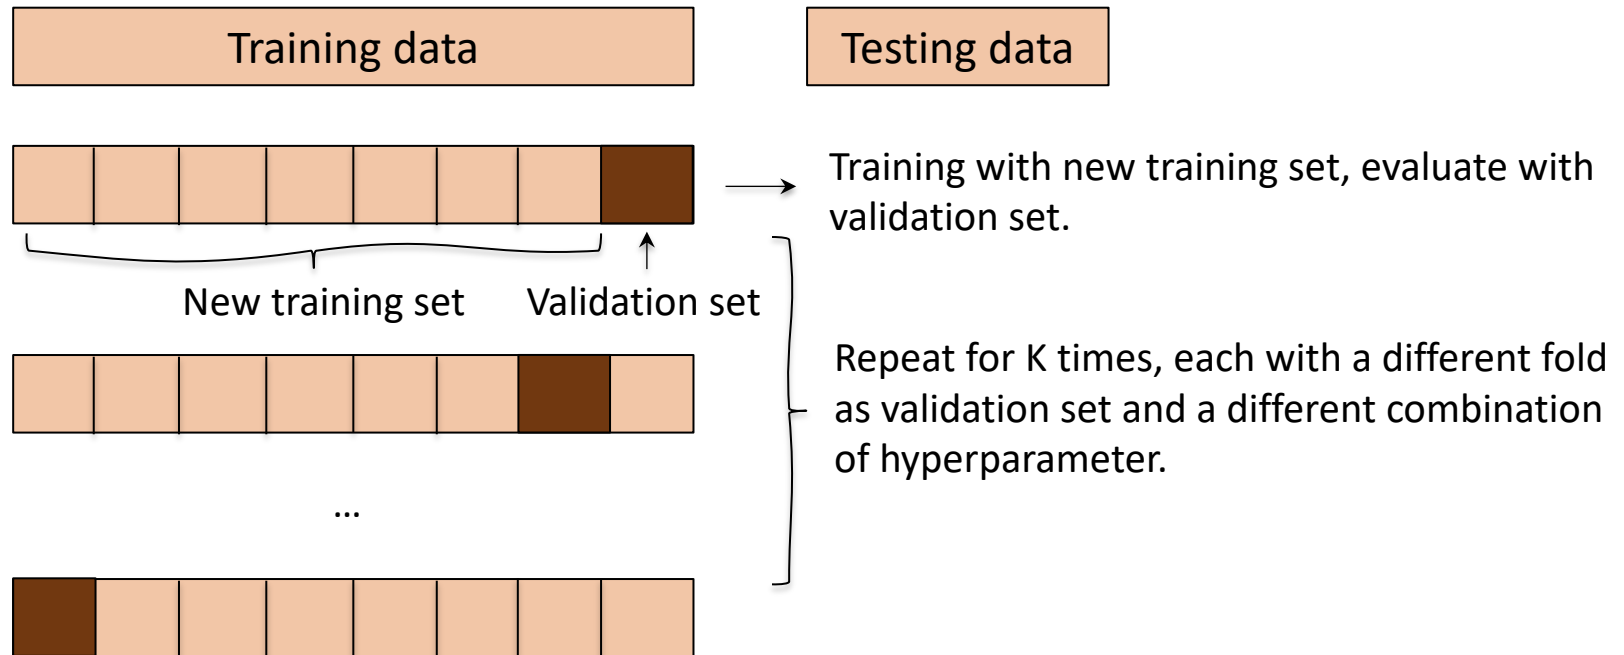 Training data
Testing data
Training with new training set, evaluate with
validation set.
New training set
Validation set
Repeat for K times, each with a different fold
as validation set and a different combination
of hyperparameter.
...